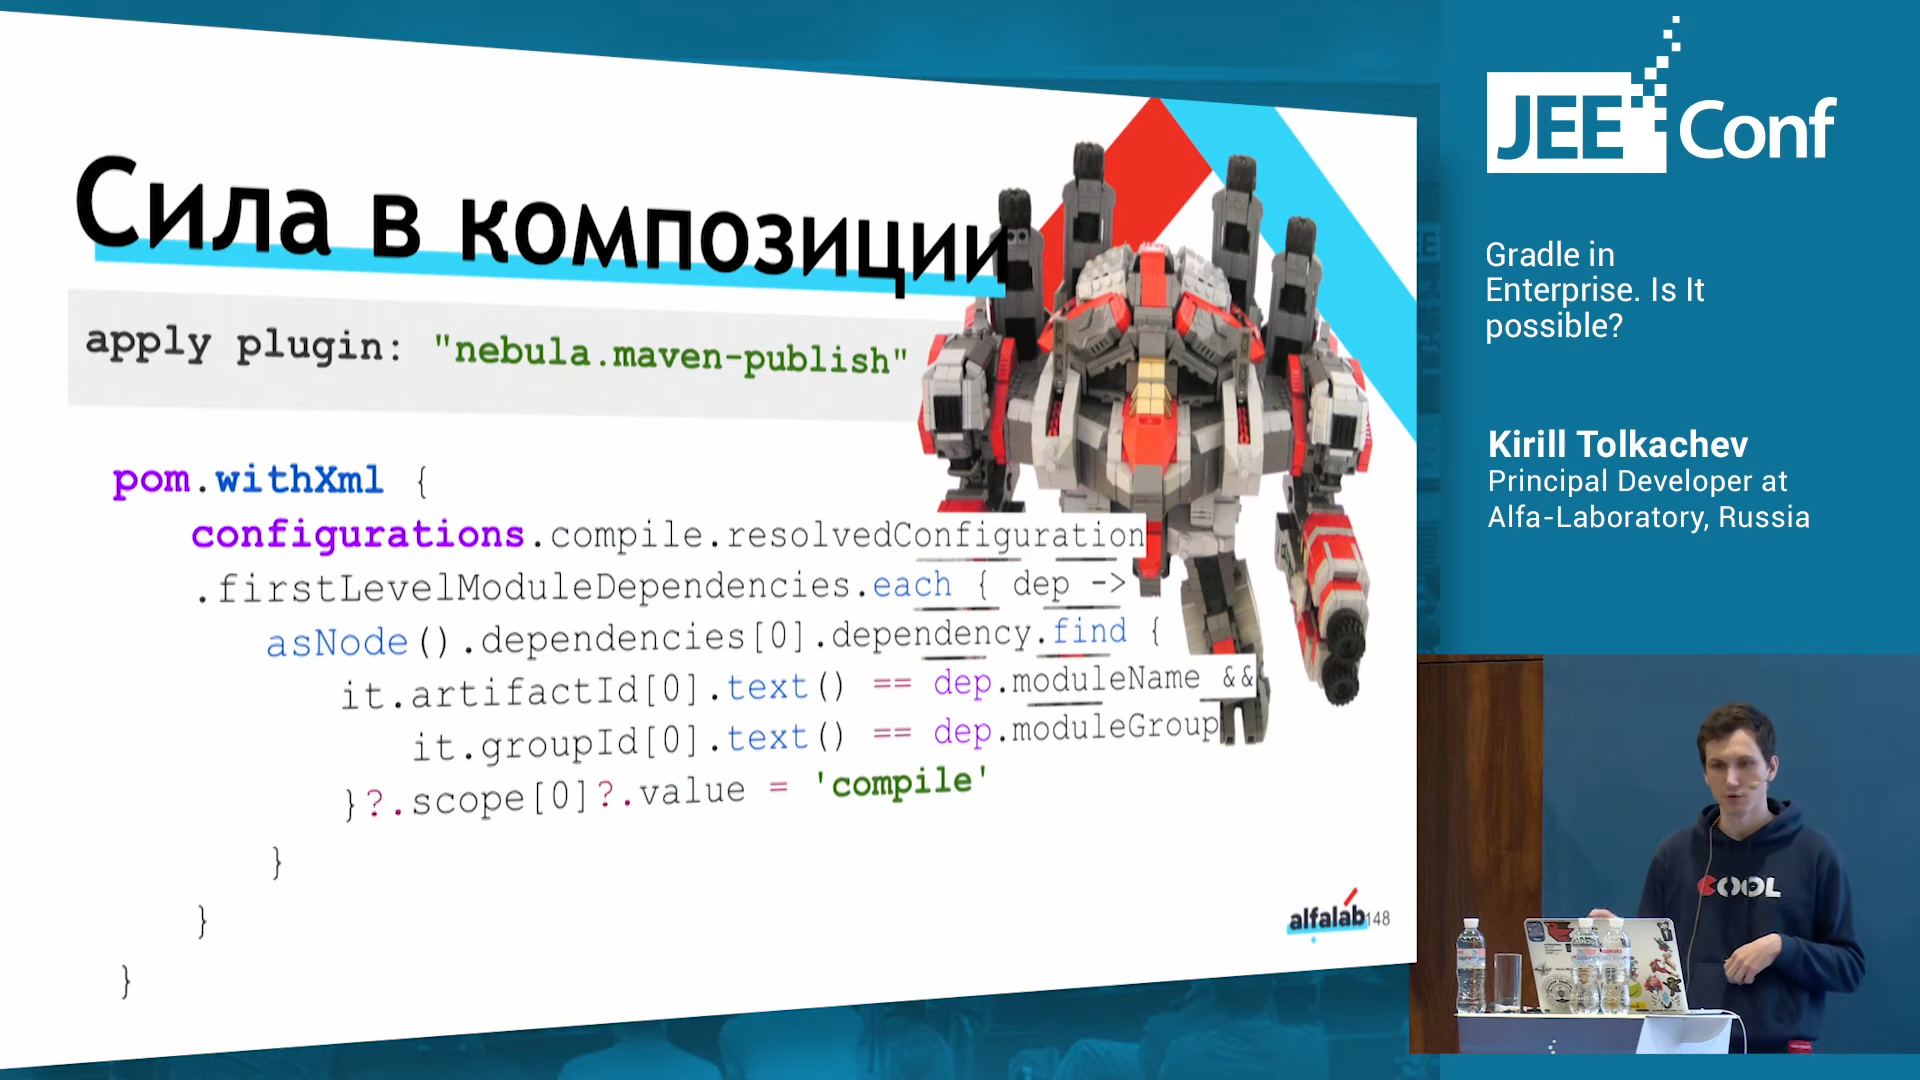 Сила в композиции
apply plugin: "nebula.maven-publish"
pom.withXml {
configurations.compile.resolvedConfiguration
.firstLevelModuleDependencies.each { dep ->
asNode().dependencies[0].dependency.find {
it.artifactId[0].text() == dep.moduleName &&
it.groupId[0].text() == dep.moduleGroup
}?.scope[0]?.value = 'compile'
}
}
}
alfalab 148
JEE Conf
Gradle in
Enterprise. Is It
possible?
Kirill Tolkachev
Principal Developer at
Alfa-Laboratory, Russia
COOL